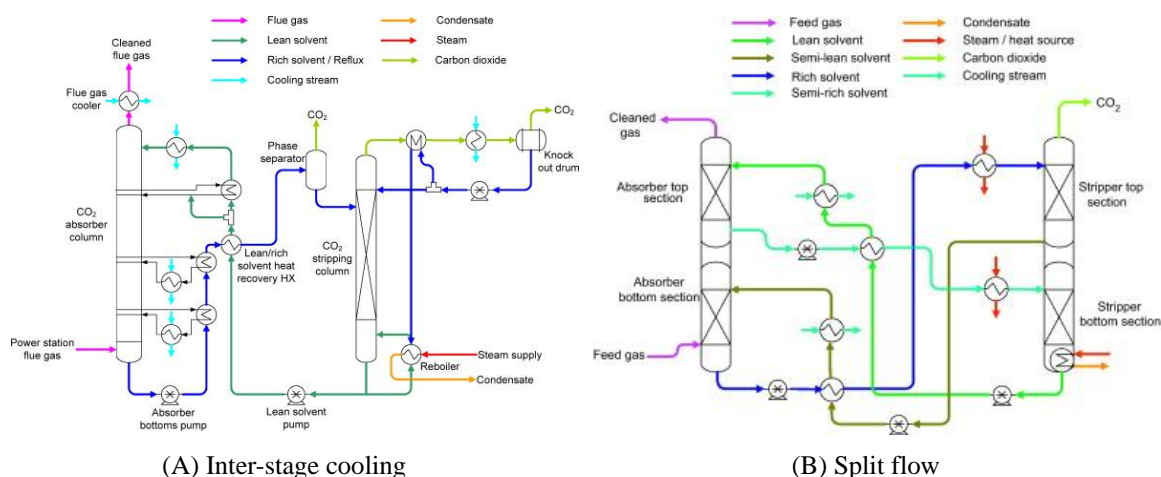 Flue gas
Lean solvent
Rich solvent / Reflux
Cooling stream
Condensate
Steam
Carbon dioxide
Cleaned
flue gas
Flue gas
cooler
CO₂
absorber
column
Power station
flue gas
Absorber
bottoms pump
Lean/rich
solvent heat
recovery HX
Lean solvent
pump
Phase
separator
CO₂
CO₂
stripping
column
CO₂
Knock
out drum
Steam supply
Reboiler
Condensate
(A) Inter-stage cooling
Feed gas
Lean solvent
Semi-lean solvent
Rich solvent
Semi-rich solvent
Condensate
Steam / heat source
Carbon dioxide
Cooling stream
Cleaned
gas
Absorber top
section
Absorber
bottom section
Feed gas
CO₂
Stripper top
section
Stripper
bottom section
(B) Split flow